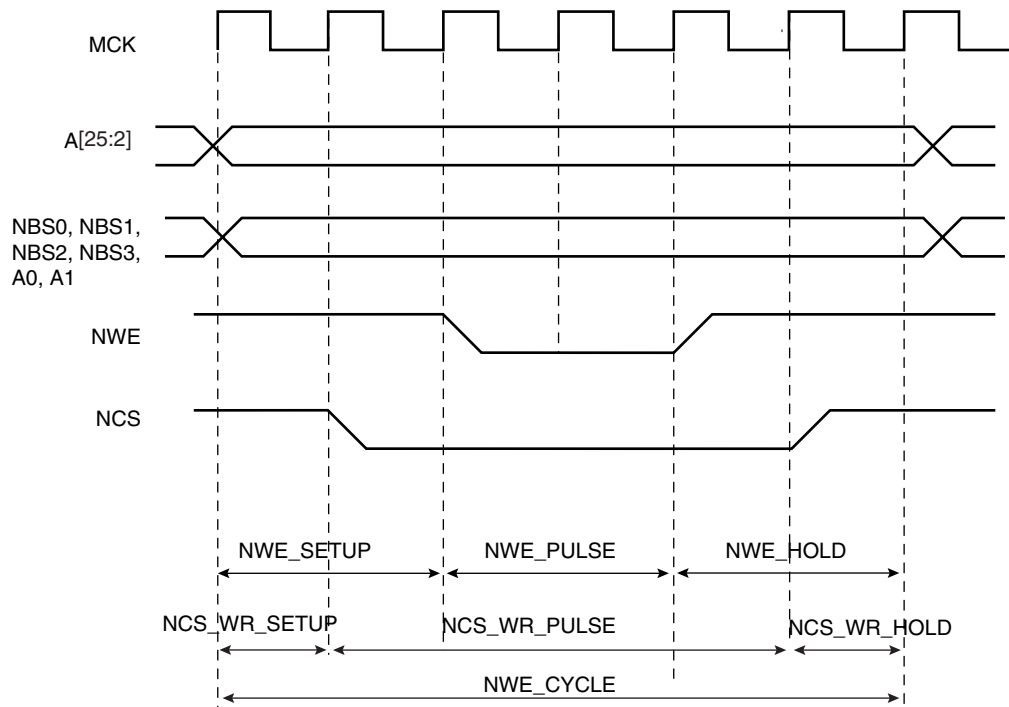 MCK
A[25:2]
NBS0, NBS1,
NBS2, NBS3,
A0, A1
NWE
NCS
NWE_SETUP NWE_PULSE NWE_HOLD
NCS_WR_SETUP NCS_WR_PULSE NCS_WR_HOLD
NWE_CYCLE